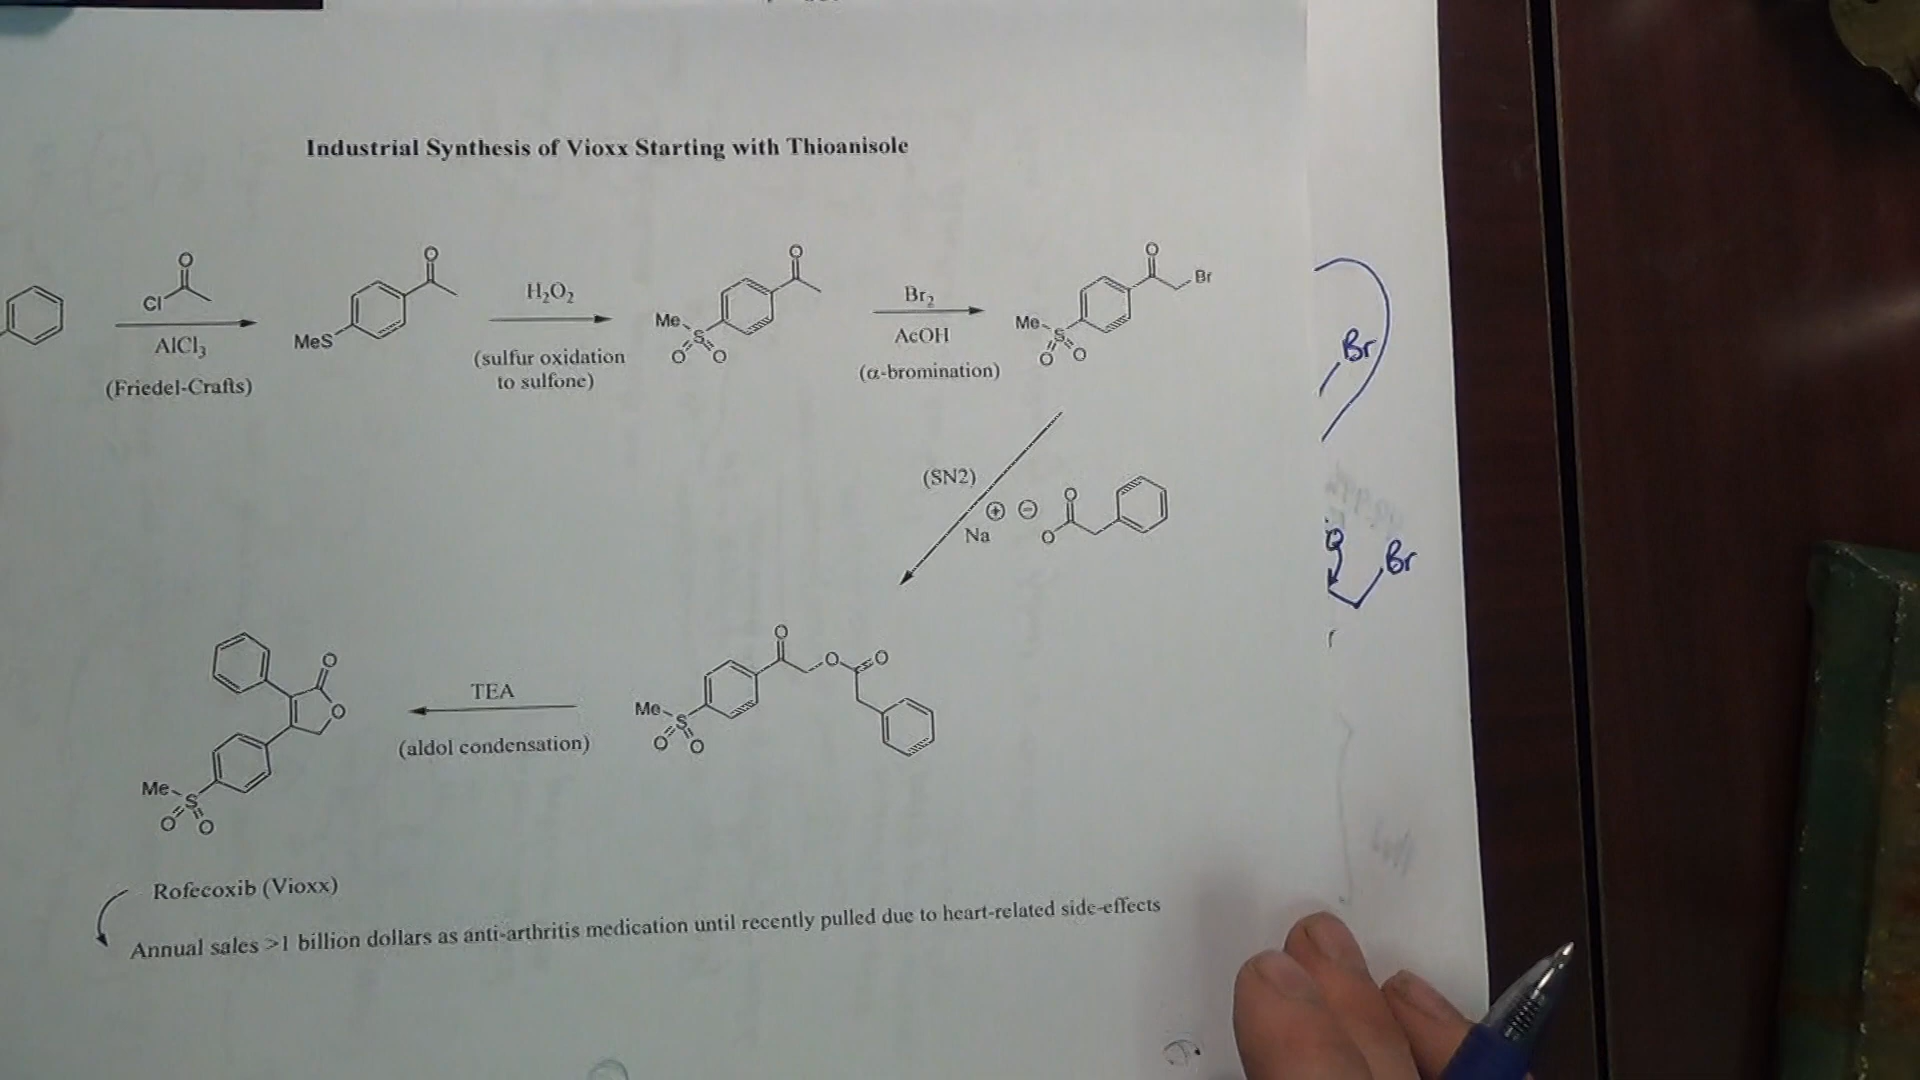 Industrial Synthesis of Vioxx Starting with Thioanisole
O
Cl
AlCl3
(Friedel-Crafts)
O
MeS
H2O2
(sulfur oxidation
to sulfone)
O
Me
S
O O
Br2
AcOH
(α-bromination)
O
Br
Me
S
O O
Br
(SN2)
Na
+ −
O
O
O
Br
O
O
Me
S
O O
TEA
(aldol condensation)
O
O
O
Me
S
O O
Rofecoxib (Vioxx)
Annual sales >1 billion dollars as anti-arthritis medication until recently pulled due to heart-related side-effects